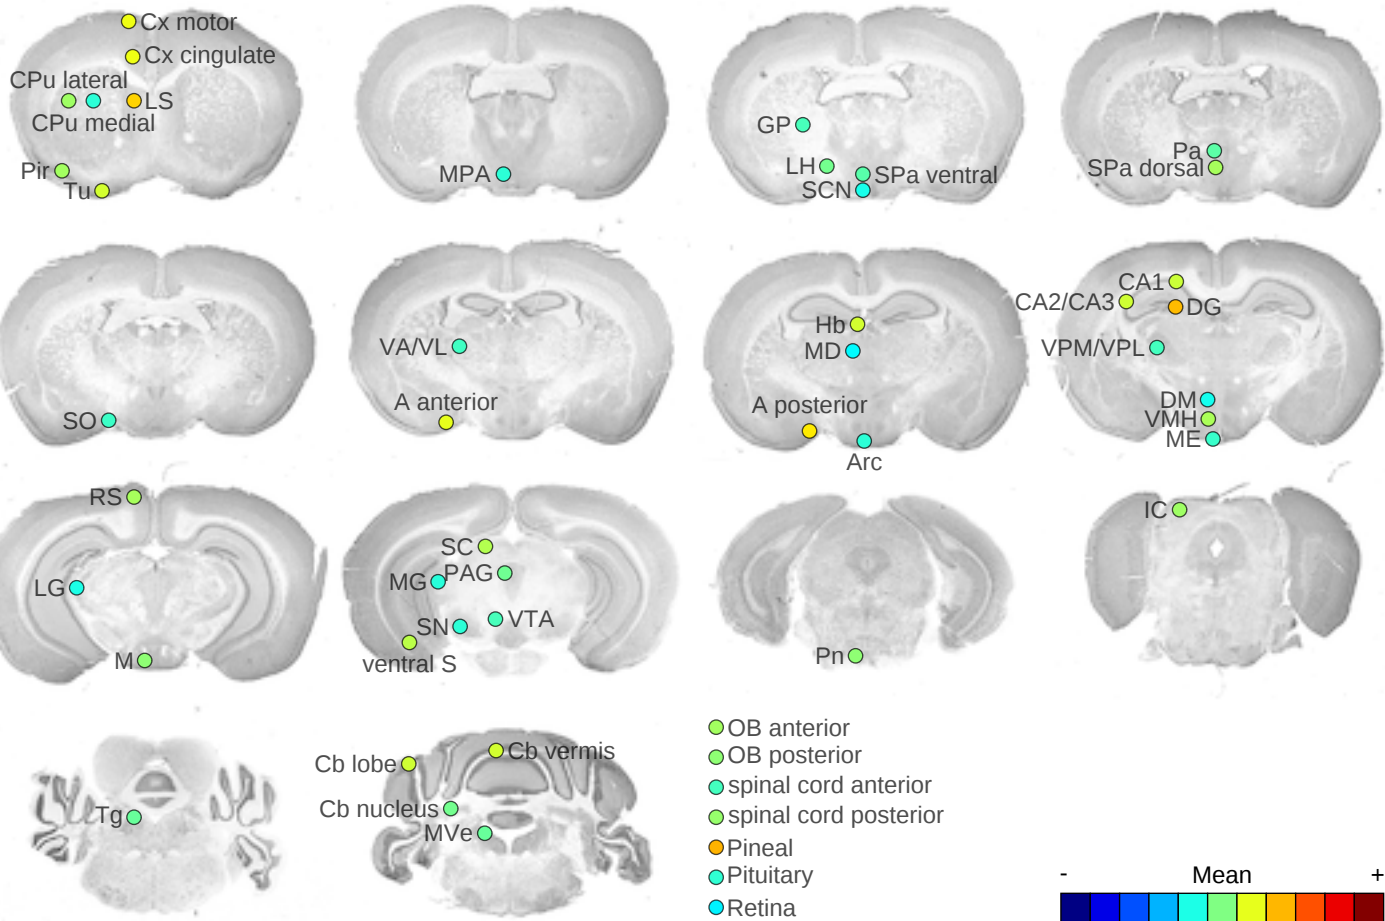 Cx motor
Cx cingulate
CPu lateral
LS
CPu medial
Pir
Tu
MPA
GP
LH
SPa ventral
SCN
Pa
SPa dorsal
SO
VA/VL
A anterior
Hb
MD
A posterior
Arc
CA1
CA2/CA3
DG
VPM/VPL
DM
VMH
ME
RS
LG
M
SC
PAG
MG
SN
VTA
ventral S
Pn
IC
Tg
Cb lobe
Cb vermis
Cb nucleus
MVe
OB anterior
OB posterior
spinal cord anterior
spinal cord posterior
Pineal
Pituitary
Retina
- Mean +